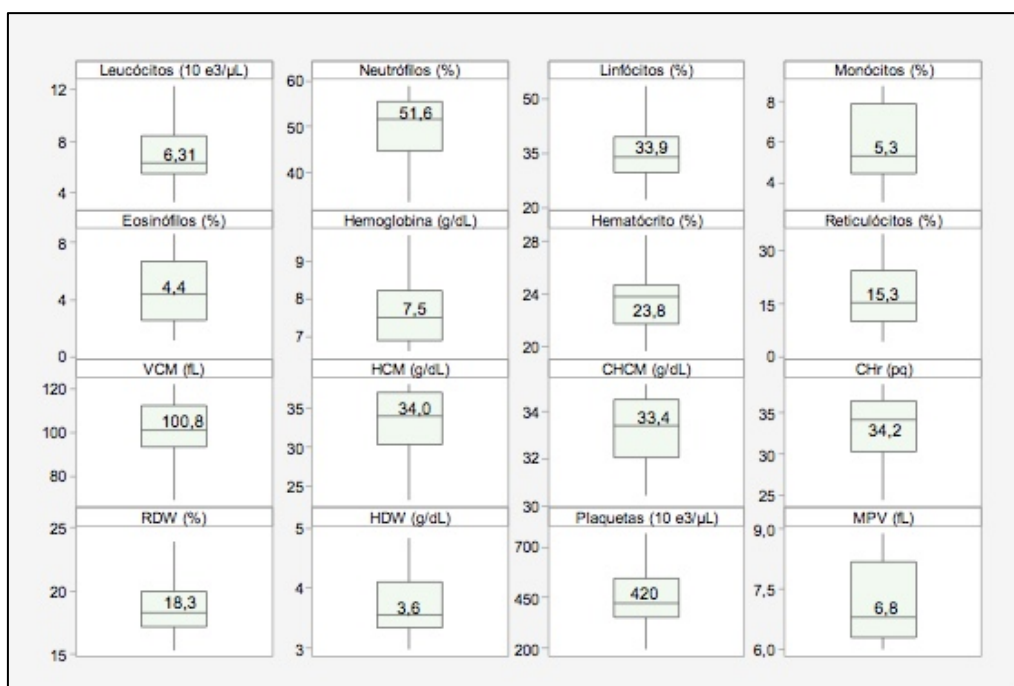 Leucócitos (10 e3/µL) Neutrófilos (%) Linfócitos (%) Monócitos (%)
12 60 50 8
8 50 35 6
4 40 20 4
6,31 51,6 33,9 5,3
Eosinófilos (%) Hemoglobina (g/dL) Hematócrito (%) Reticulócitos (%)
8 9 28 30
4 8 24 15
0 7 20 0
4,4 7,5 23,8 15,3
VCM (fL) HCM (g/dL) CHCM (g/dL) CHr (pq)
120 35 34 35
100 30 32 30
80 25 30 25
100,8 34,0 33,4 34,2
RDW (%) HDW (g/dL) Plaquetas (10 e3/µL) MPV (fL)
25 5 700 9,0
20 4 450 7,5
15 3 200 6,0
18,3 3,6 420 6,8